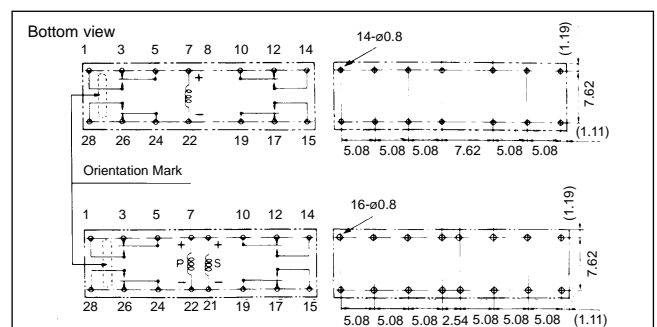 Bottom view
1 3 5 7 8 10 12 14
+
−
28 26 24 22 19 17 15
14-ø0.8
(1.19)
7.62
(1.11)
5.08 5.08 5.08 7.62 5.08 5.08
Orientation Mark
1 3 5 7 10 12 14
+ +
P S
− −
28 26 24 22 21 19 17 15
16-ø0.8
(1.19)
7.62
5.08 5.08 5.08 2.54 5.08 5.08 5.08 (1.11)